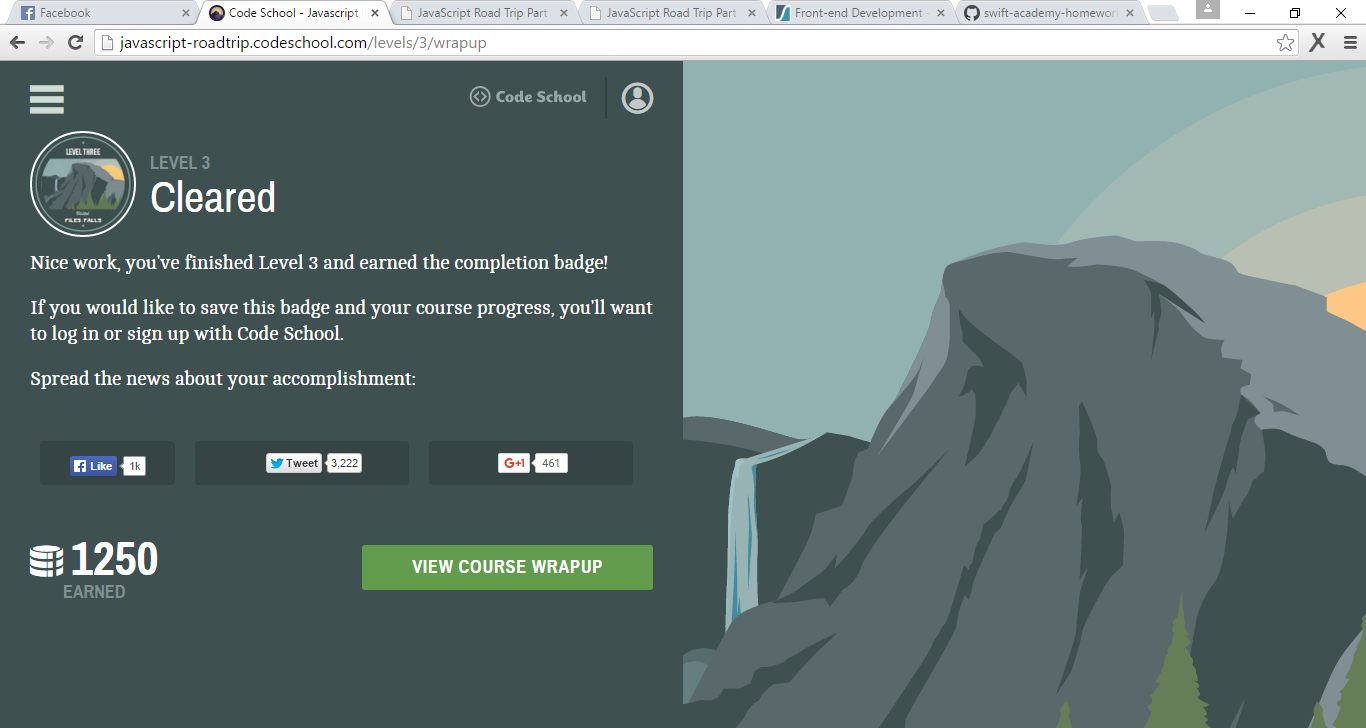 Facebook
Code School - Javascript
JavaScript Road Trip Part
JavaScript Road Trip Part
Front-end Development -
swift-academy-homework
javascript-roadtrip.codeschool.com/levels/3/wrapup
Code School
LEVEL THREE
FILES FALLS
LEVEL 3
Cleared
Nice work, you've finished Level 3 and earned the completion badge!
If you would like to save this badge and your course progress, you'll want
to log in or sign up with Code School.
Spread the news about your accomplishment:
Like 1k
Tweet 3,222
G+1 461
1250
EARNED
VIEW COURSE WRAPUP